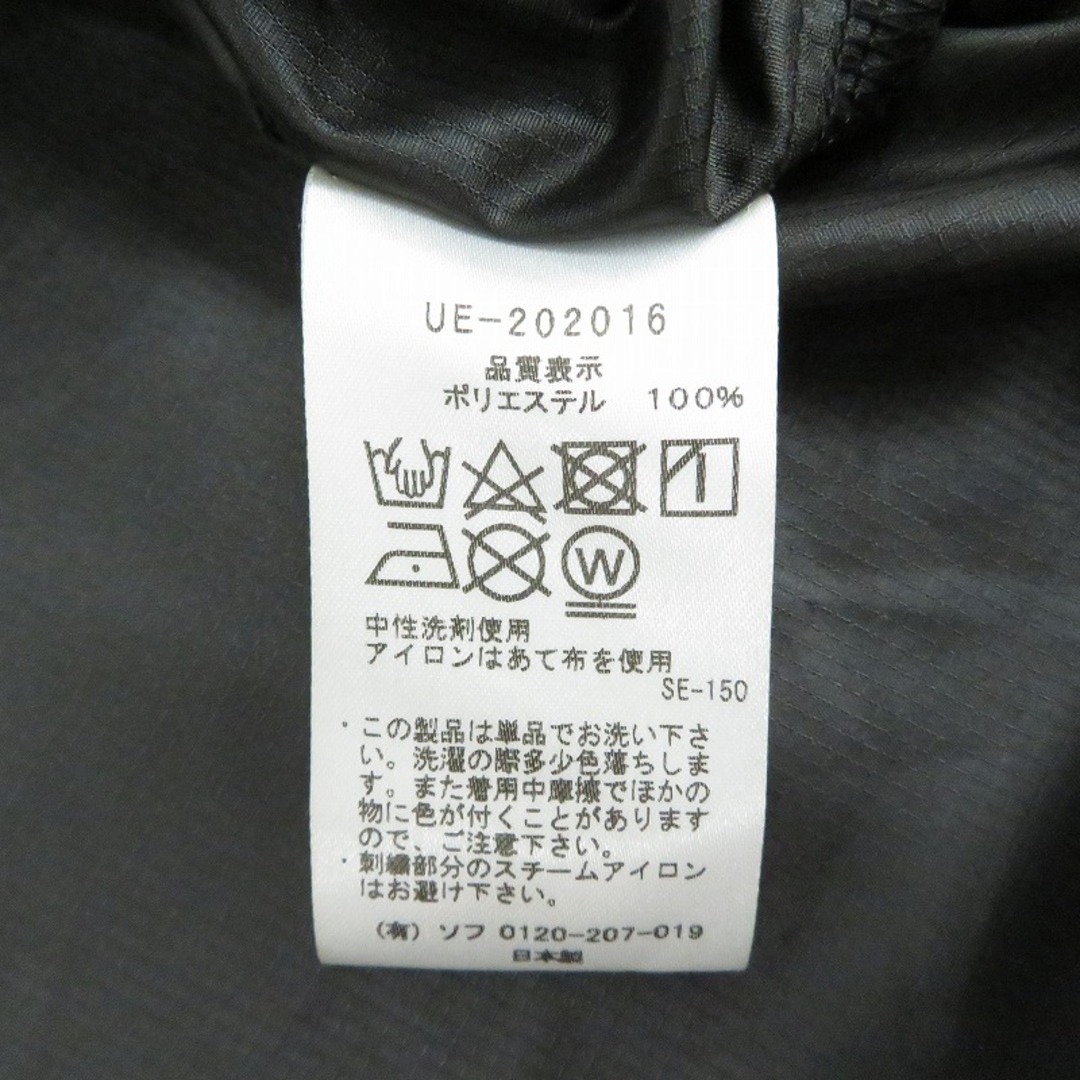 UE-202016
品質表示
ポリエステル 100%
W
中性洗剤使用
アイロンはあて布を使用
SE-150
・この製品は単品でお洗い下さ
い。洗濯の際多少色落ちしま
す。また着用中摩擦でほかの
物に色が付くことがあります
ので、ご注意下さい。
・刺繍部分のスチームアイロン
はお避け下さい。
(有) ソフ 0120-207-019
日本製